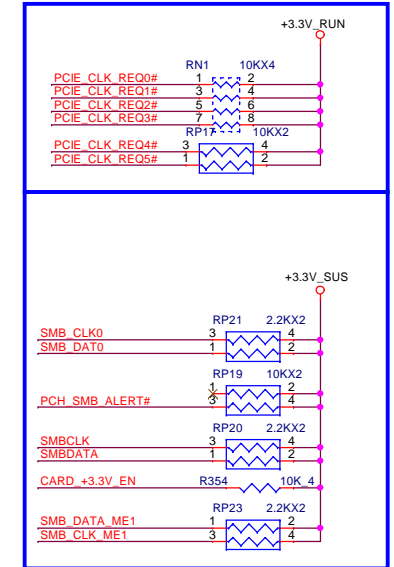 +3.3V_RUN
RN1 10KX4
PCIE_CLK_REQ0# 1 2
PCIE_CLK_REQ1# 3 4
PCIE_CLK_REQ2# 5 6
PCIE_CLK_REQ3# 7 8
RP17 10KX2
PCIE_CLK_REQ4# 3 4
PCIE_CLK_REQ5# 1 2
+3.3V_SUS
RP21 2.2KX2
SMB_CLK0 3 4
SMB_DAT0 1 2
RP19 10KX2
1 2
PCH_SMB_ALERT# 3 4
RP20 2.2KX2
SMBCLK 3 4
SMBDATA 1 2
CARD_+3.3V_EN R354 10K_4
RP23 2.2KX2
SMB_DATA_ME1 1 2
SMB_CLK_ME1 3 4